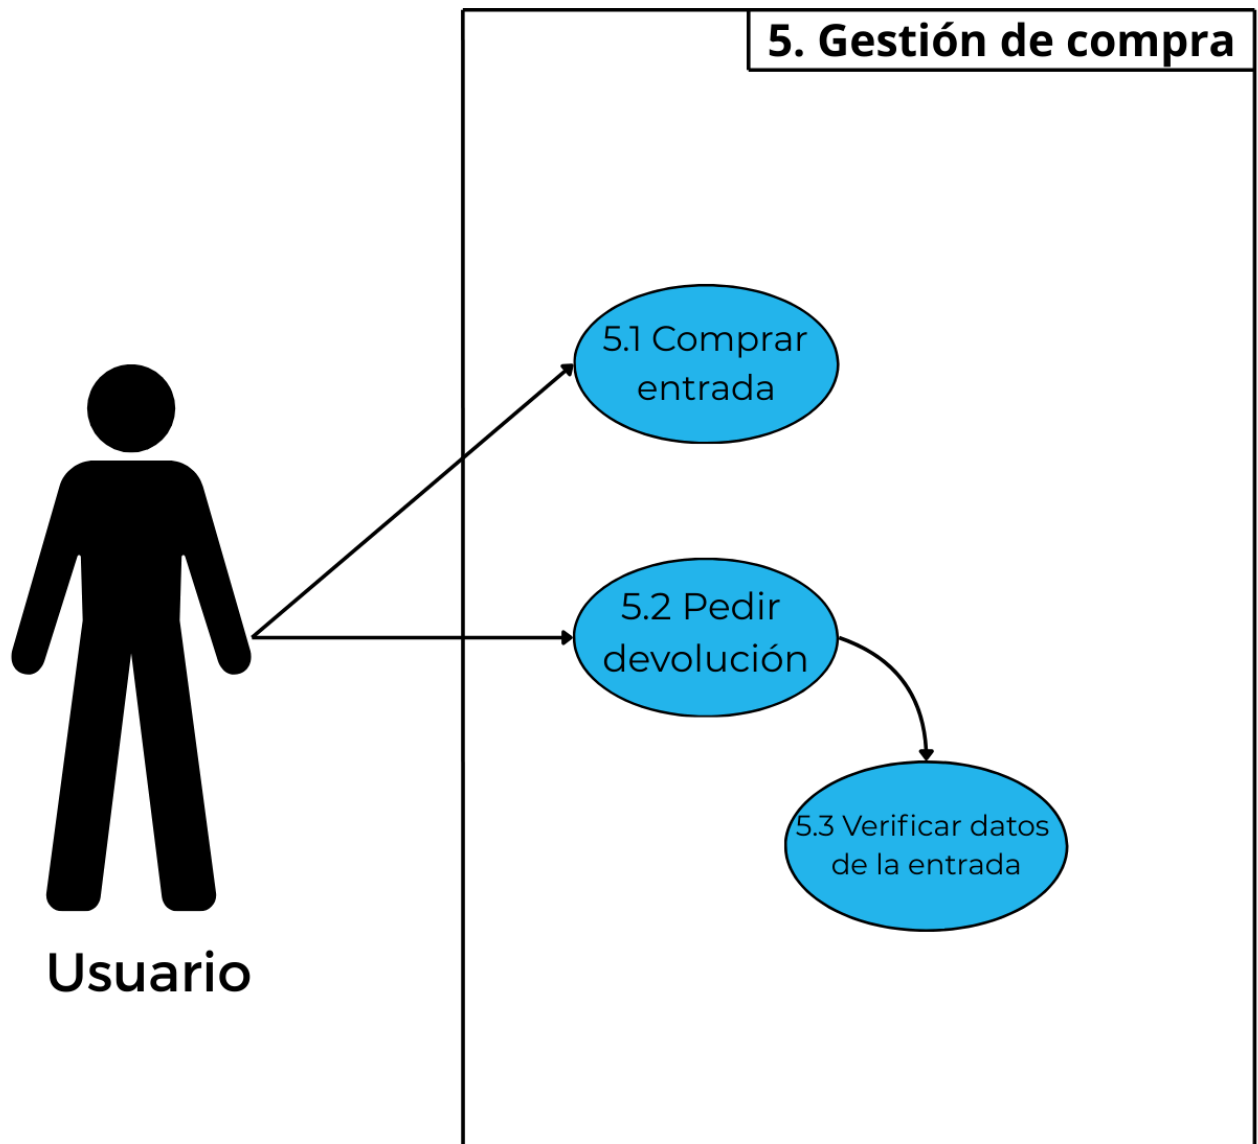 5. Gestión de compra
5.1 Comprar
entrada
5.2 Pedir
devolución
5.3 Verificar datos
de la entrada
Usuario